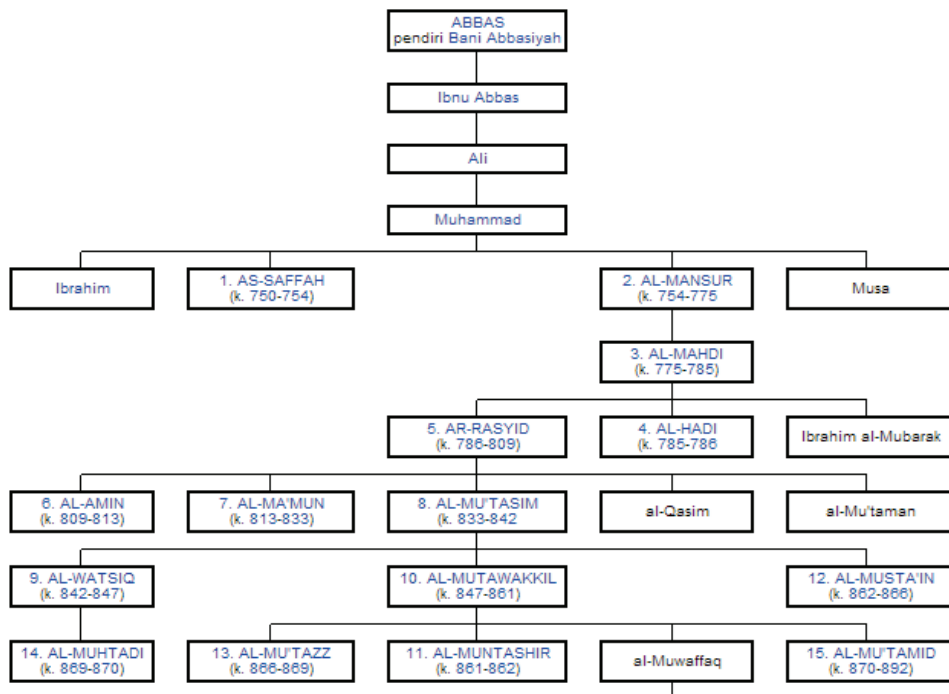 ABBAS
pendiri Bani Abbasiyah
Ibnu Abbas
Ali
Muhammad
Ibrahim
1. AS-SAFFAH
(k. 750-754)
2. AL-MANSUR
(k. 754-775
Musa
3. AL-MAHDI
(k. 775-785)
5. AR-RASYID
(k. 786-809)
4. AL-HADI
(k. 785-786
Ibrahim al-Mubarak
6. AL-AMIN
(k. 809-813)
7. AL-MA'MUN
(k. 813-833)
8. AL-MU'TASIM
(k. 833-842
al-Qasim
al-Mu'taman
9. AL-WATSIQ
(k. 842-847)
10. AL-MUTAWAKKIL
(k. 847-861)
12. AL-MUSTA'IN
(k. 862-866)
14. AL-MUHTADI
(k. 869-870)
13. AL-MU'TAZZ
(k. 866-869)
11. AL-MUNTASHIR
(k. 861-862)
al-Muwaffaq
15. AL-MU'TAMID
(k. 870-892)